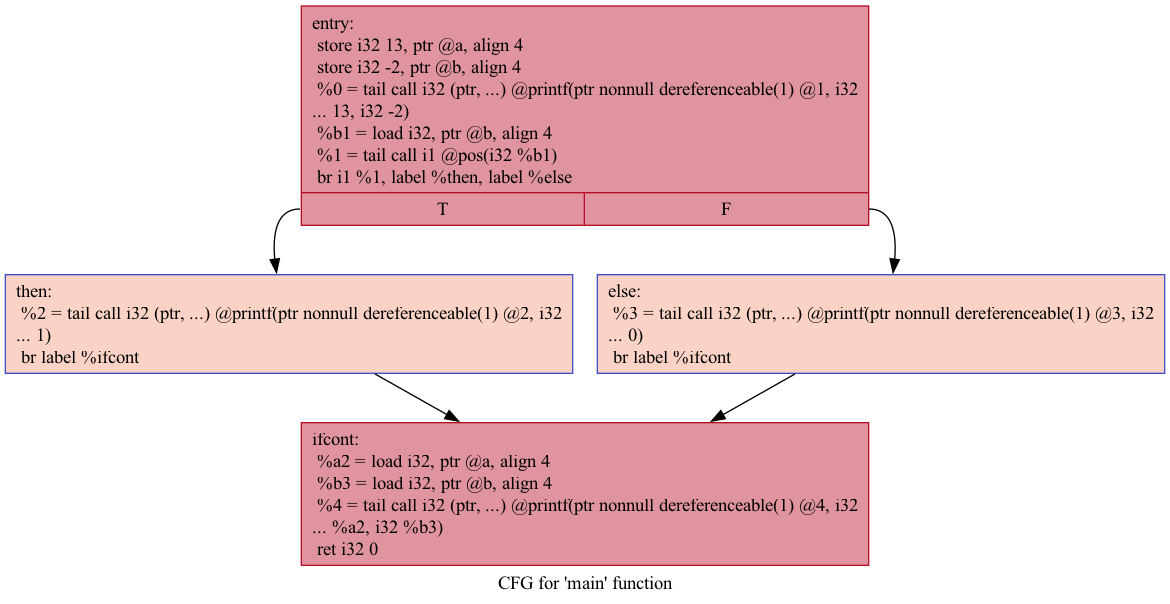 entry:
store i32 13, ptr @a, align 4
store i32 -2, ptr @b, align 4
%0 = tail call i32 (ptr, ...) @printf(ptr nonnull dereferenceable(1) @1, i32
... 13, i32 -2)
%b1 = load i32, ptr @b, align 4
%1 = tail call i1 @pos(i32 %b1)
br i1 %1, label %then, label %else
T
F
then:
%2 = tail call i32 (ptr, ...) @printf(ptr nonnull dereferenceable(1) @2, i32
... 1)
br label %ifcont
else:
%3 = tail call i32 (ptr, ...) @printf(ptr nonnull dereferenceable(1) @3, i32
... 0)
br label %ifcont
ifcont:
%a2 = load i32, ptr @a, align 4
%b3 = load i32, ptr @b, align 4
%4 = tail call i32 (ptr, ...) @printf(ptr nonnull dereferenceable(1) @4, i32
... %a2, i32 %b3)
ret i32 0
CFG for 'main' function